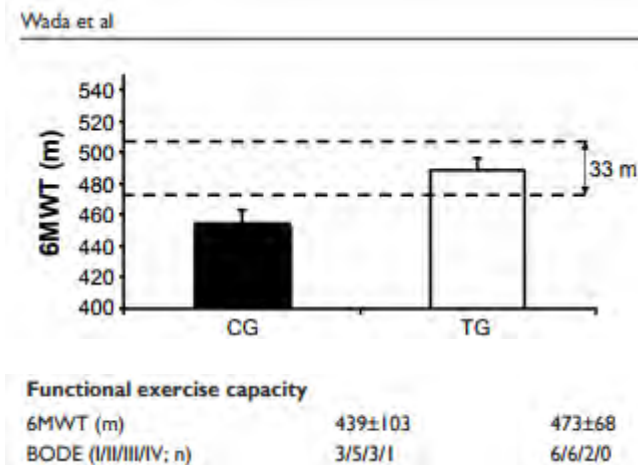 Wada et al
540
520
500
480
460
440
420
400
6MWT (m)
33 m
CG TG
Functional exercise capacity
6MWT (m) 439±103 473±68
BODE (I/II/III/IV; n) 3/5/3/1 6/6/2/0